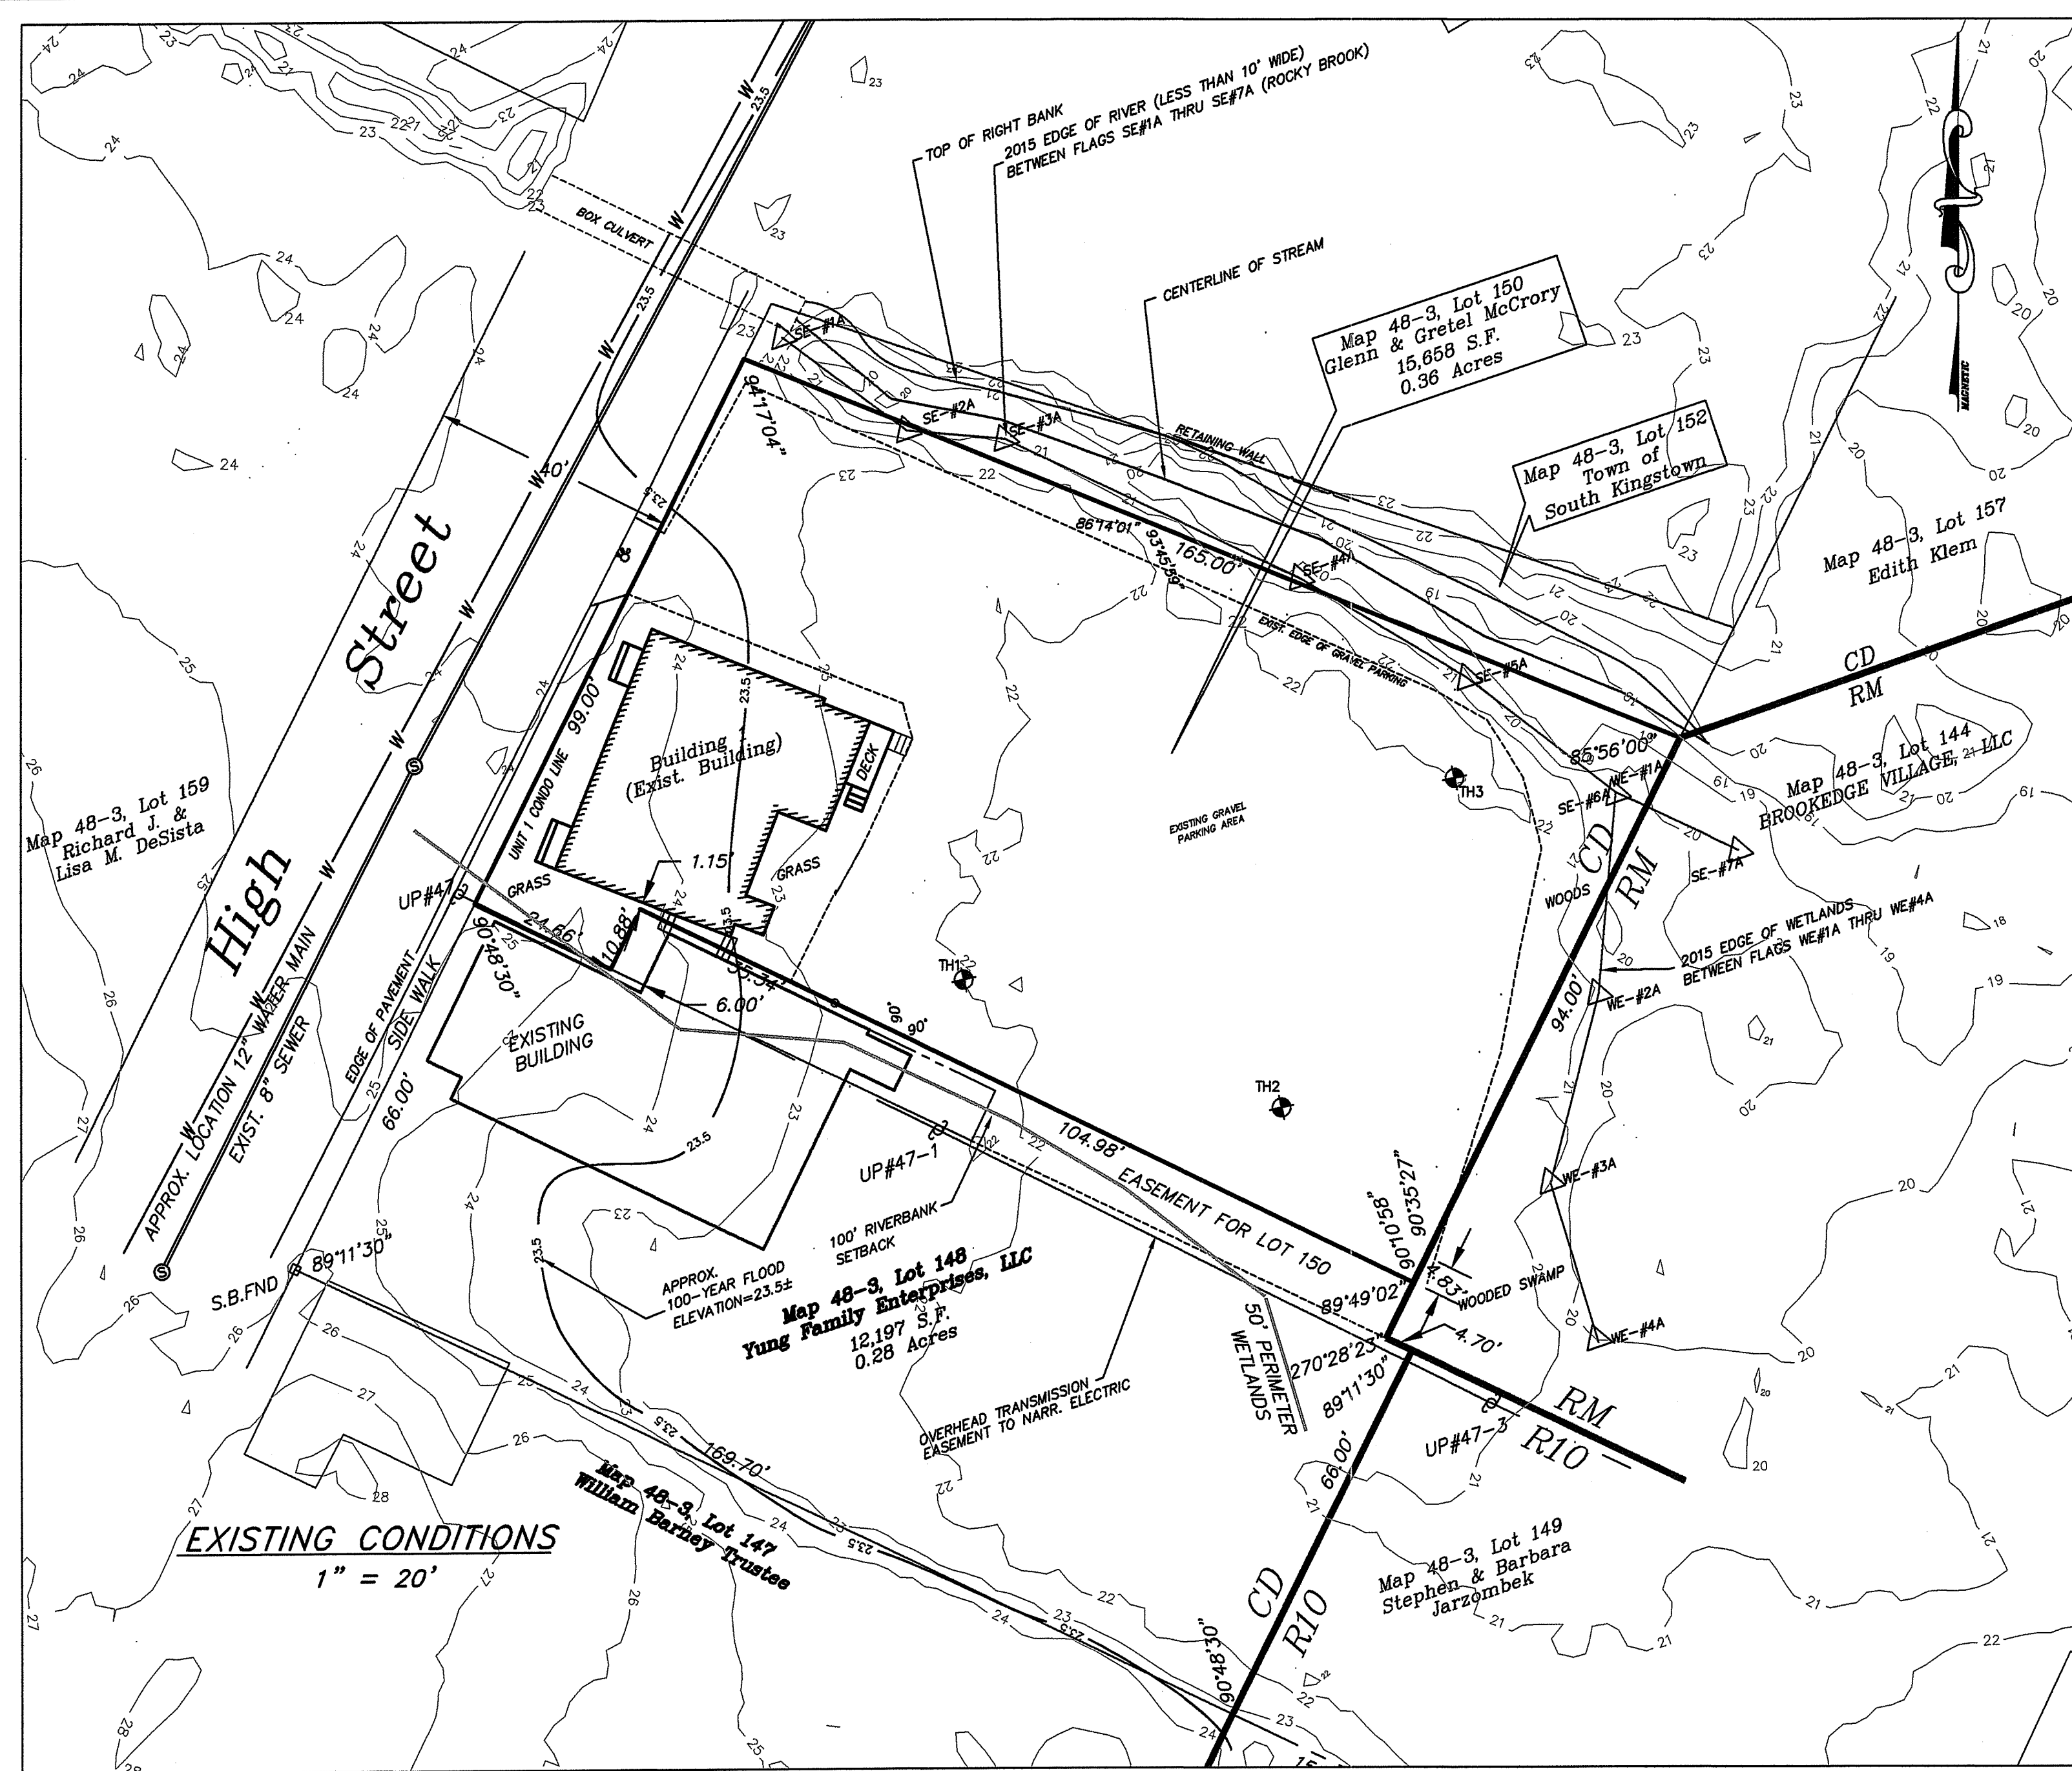 TOP OF RIGHT BANK
2015 EDGE OF RIVER (LESS THAN 10' WIDE)
BETWEEN FLAGS SE#1A THRU SE#7A (ROCKY BROOK)
BOX CULVERT
CENTERLINE OF STREAM
MAGNETIC
Map 48-3, Lot 150
Glenn & Gretel McCrory
15,658 S.F.
0.36 Acres
Map 48-3, Lot 152
Town of
South Kingstown
Map 48-3, Lot 157
Edith Klem
SE-#1A
SE-#2A
SE-#3A
RETAINING WALL
94°17'04"
40'
86°14'01"
93°45'59"
165.00'
SE-#5A
EXIST. EDGE OF GRAVEL PARKING
CD
RM
High Street
99.00'
UNIT 1 CONDO LINE
Building 1
(Exist. Building)
DECK
GRASS
GRASS
EXISTING GRAVEL
PARKING AREA
TH3
85°56'00"
WE-#1A
SE-#6A
SE-#7A
Map 48-3, Lot 144
BROOKEDGE VILLAGE, LLC
CD
RM
WOODS
2015 EDGE OF WETLANDS
BETWEEN FLAGS WE#1A THRU WE#4A
WE-#2A
94.00'
Map 48-3, Lot 159
Richard J. &
Lisa M. DeSista
UP#47
1.15'
24.66'
10.88'
35.34'
6.00'
90°48'30"
TH1
90°
90°
EXISTING
BUILDING
EDGE OF PAVEMENT
SIDE WALK
APPROX. LOCATION 12" WATER MAIN
EXIST. 8" SEWER
66.00'
TH2
104.98'
EASEMENT FOR LOT 150
UP#47-1
WE-#3A
90°35'27"
90°10'58"
4.83'
WOODED SWAMP
89°49'02"
4.70'
WE-#4A
270°28'23"
89°11'30"
S.B.FND
89°11'30"
100' RIVERBANK
SETBACK
APPROX.
100-YEAR FLOOD
ELEVATION=23.5±
Map 48-3, Lot 148
Yung Family Enterprises, LLC
12,197 S.F.
0.28 Acres
50' PERIMETER
WETLANDS
OVERHEAD TRANSMISSION
EASEMENT TO NARR. ELECTRIC
RM
R10
UP#47-3
66.00'
169.70'
Map 48-3, Lot 147
William Barney Trustee
EXISTING CONDITIONS
1" = 20'
Map 48-3, Lot 149
Stephen & Barbara
Jarzombek
CD
R10
90°48'30"